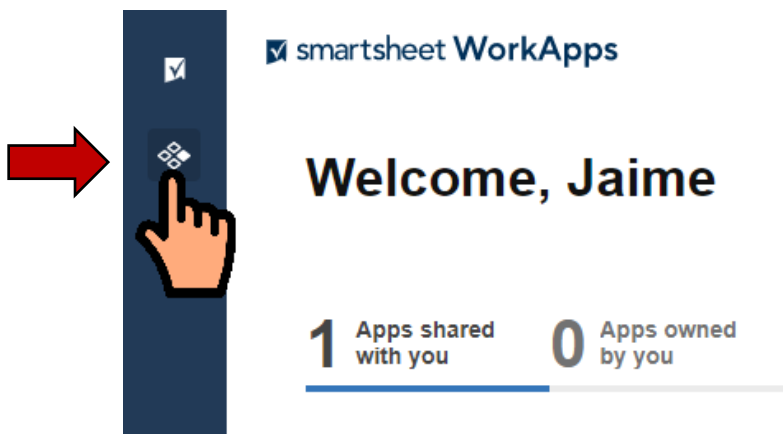 smartsheet WorkApps
Welcome, Jaime
1 Apps shared
with you
0 Apps owned
by you